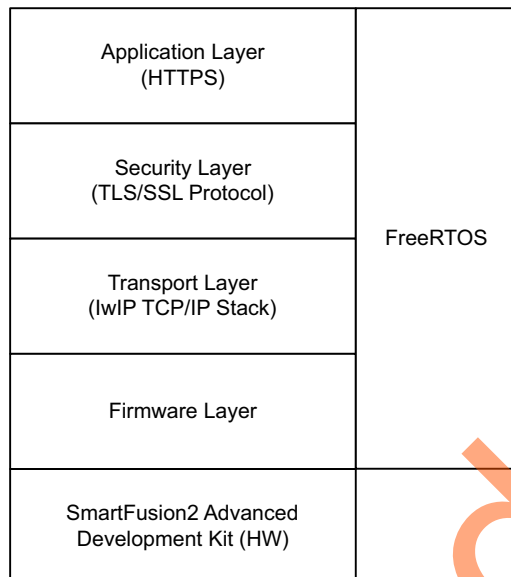 Application Layer
(HTTPS)
Security Layer
(TLS/SSL Protocol)
FreeRTOS
Transport Layer
(lwIP TCP/IP Stack)
Firmware Layer
SmartFusion2 Advanced
Development Kit (HW)